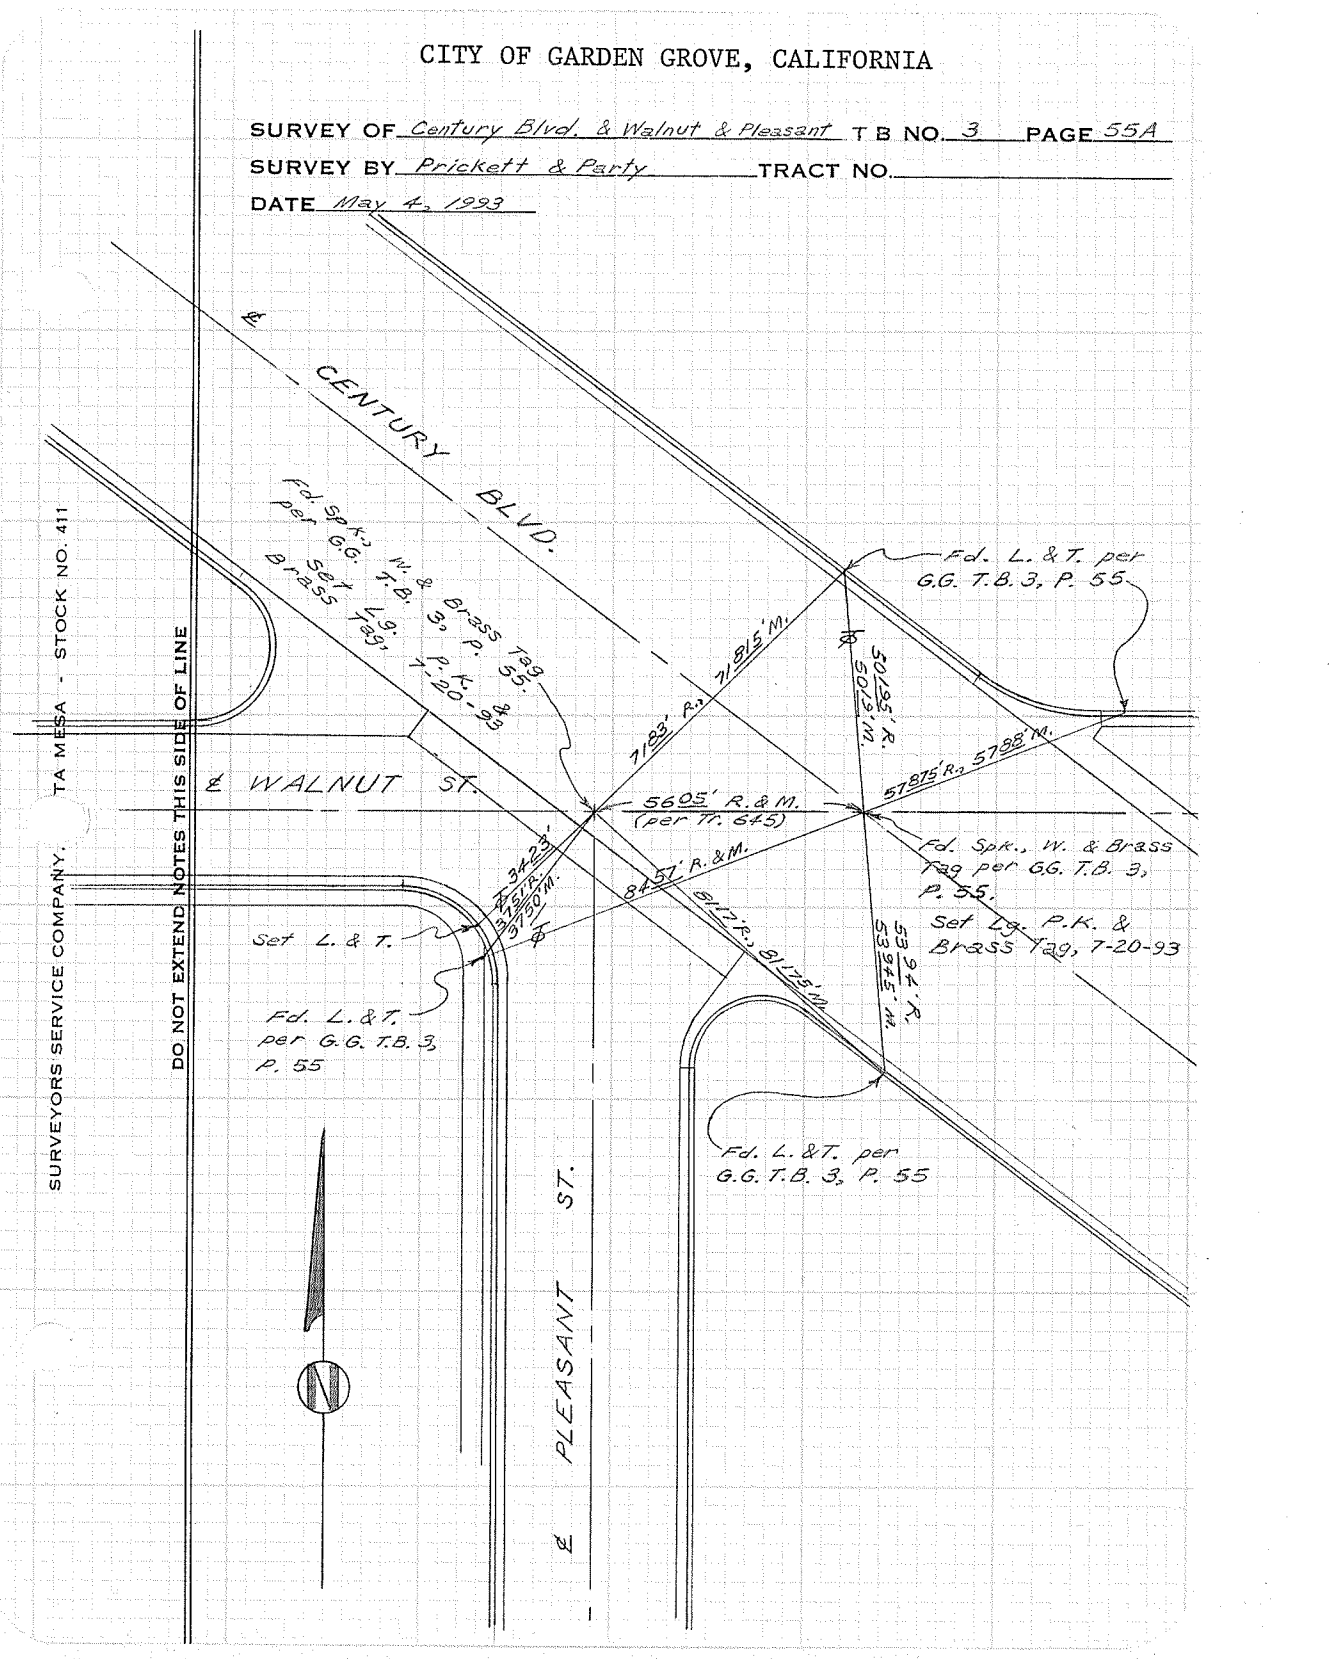 CITY OF GARDEN GROVE, CALIFORNIA
SURVEY OF Century Blvd. & Walnut & Pleasant T B NO. 3 PAGE 55A
SURVEY BY Prickett & Party TRACT NO.
DATE May 4, 1993
℄
CENTURY BLVD.
Fd. Spk., W. & Brass Tag
per G.G. T.B. 3, P. 55.
Set Lg. P.K. &
Brass Tag, 7-20-93
Fd. L. & T. per
G.G. T.B. 3, P. 55
71 83' R., 71 815' M.
50 195' R.
50 19' M.
57 875' R., 57 88' M.
℄ WALNUT ST.
56 05' R. & M.
(per Tr. 645)
Fd. Spk., W. & Brass
Tag per G.G. T.B. 3,
P. 55.
Set Lg. P.K. &
Brass Tag, 7-20-93
34 23'
37 51' R.
37 50' M.
84 57' R. & M.
81 17' R., 81 175' M.
53 94' R.
53 945' M.
Set L. & T.
Fd. L. & T.
per G.G. T.B. 3,
P. 55
Fd. L. & T. per
G.G. T.B. 3, P. 55
℄ PLEASANT ST.
N
DO NOT EXTEND NOTES THIS SIDE OF LINE
SURVEYORS SERVICE COMPANY, TA MESA - STOCK NO. 411